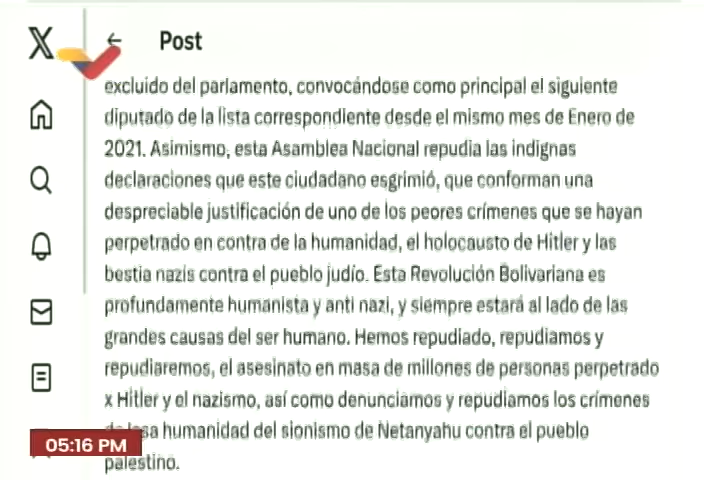 Post
excluido del parlamento, convocándose como principal el siguiente
diputado de la lista correspondiente desde el mismo mes de Enero de
2021. Asimismo, esta Asamblea Nacional repudia las indignas
declaraciones que este ciudadano esgrimió, que conforman una
despreciable justificación de uno de los peores crímenes que se hayan
perpetrado en contra de la humanidad, el holocausto de Hitler y las
bestia nazis contra el pueblo judío. Esta Revolución Bolivariana es
profundamente humanista y anti nazi, y siempre estará al lado de las
grandes causas del ser humano. Hemos repudiado, repudiamos y
repudiaremos, el asesinato en masa de millones de personas perpetrado
x Hitler y el nazismo, así como denunciamos y repudiamos los crímenes
humanidad del sionismo de Netanyahu contra el pueblo
05:16 PM
palestino.